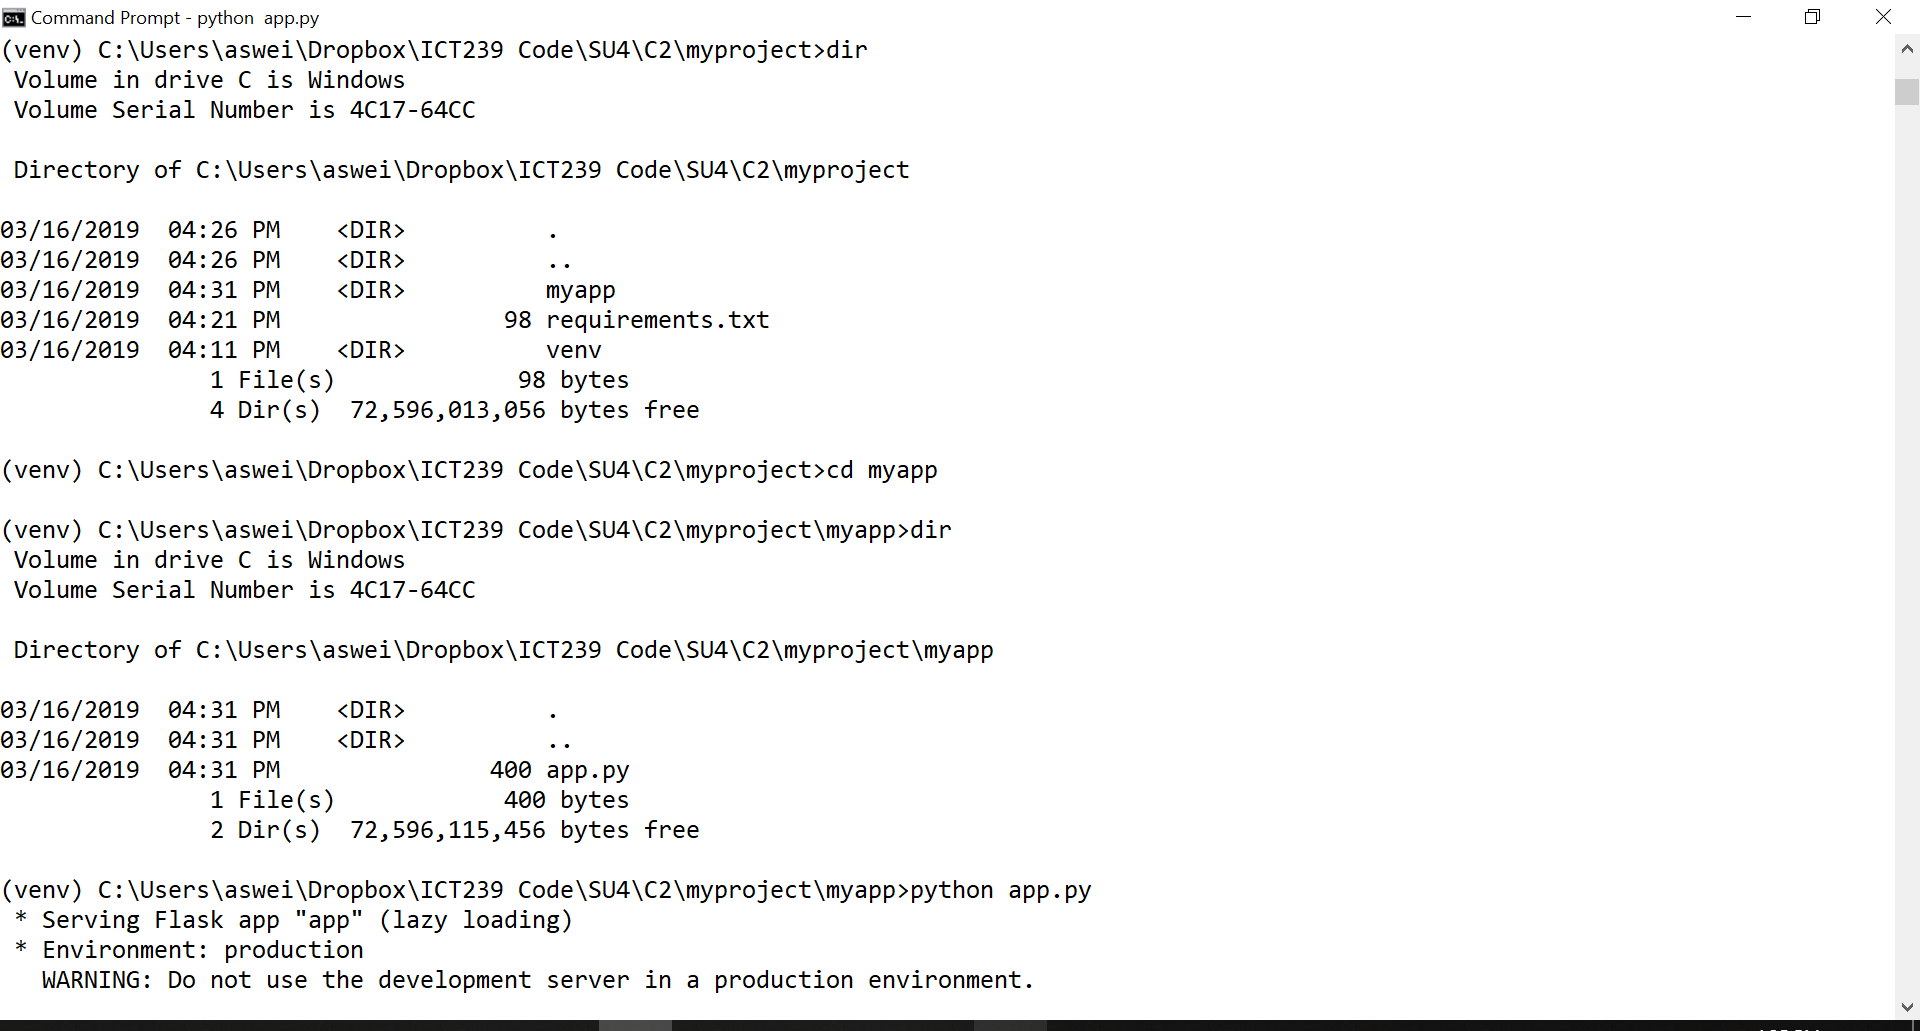 Command Prompt - python  app.py
(venv) C:\Users\aswei\Dropbox\ICT239 Code\SU4\C2\myproject>dir
 Volume in drive C is Windows
 Volume Serial Number is 4C17-64CC

 Directory of C:\Users\aswei\Dropbox\ICT239 Code\SU4\C2\myproject

03/16/2019  04:26 PM    <DIR>          .
03/16/2019  04:26 PM    <DIR>          ..
03/16/2019  04:31 PM    <DIR>          myapp
03/16/2019  04:21 PM                98 requirements.txt
03/16/2019  04:11 PM    <DIR>          venv
               1 File(s)             98 bytes
               4 Dir(s)  72,596,013,056 bytes free

(venv) C:\Users\aswei\Dropbox\ICT239 Code\SU4\C2\myproject>cd myapp

(venv) C:\Users\aswei\Dropbox\ICT239 Code\SU4\C2\myproject\myapp>dir
 Volume in drive C is Windows
 Volume Serial Number is 4C17-64CC

 Directory of C:\Users\aswei\Dropbox\ICT239 Code\SU4\C2\myproject\myapp

03/16/2019  04:31 PM    <DIR>          .
03/16/2019  04:31 PM    <DIR>          ..
03/16/2019  04:31 PM               400 app.py
               1 File(s)            400 bytes
               2 Dir(s)  72,596,115,456 bytes free

(venv) C:\Users\aswei\Dropbox\ICT239 Code\SU4\C2\myproject\myapp>python app.py
 * Serving Flask app "app" (lazy loading)
 * Environment: production
   WARNING: Do not use the development server in a production environment.